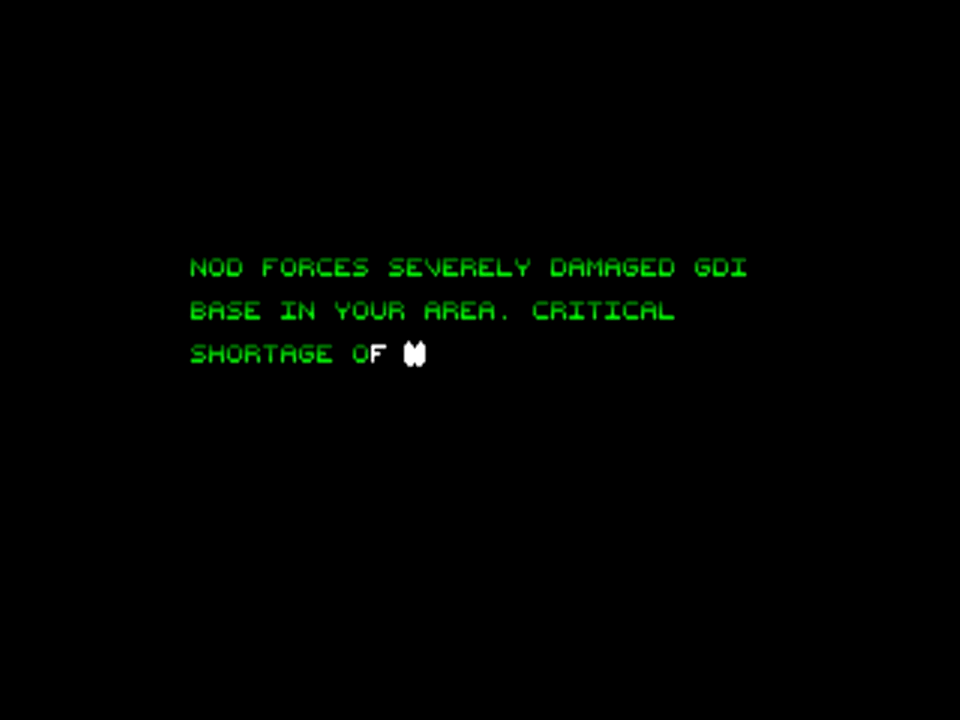 NOD FORCES SEVERELY DAMAGED GDI
BASE IN YOUR AREA. CRITICAL
SHORTAGE OF